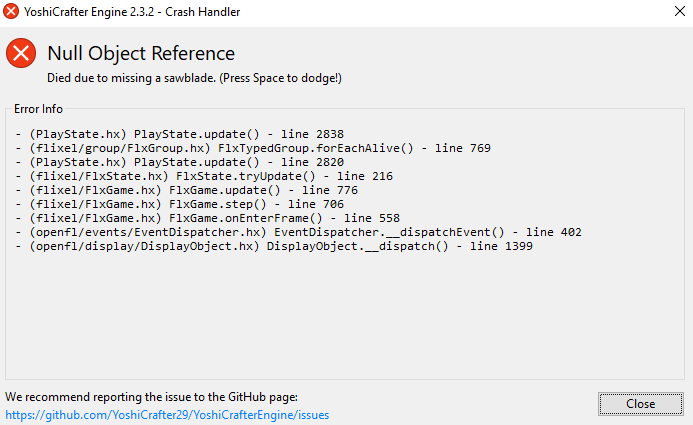 YoshiCrafter Engine 2.3.2 - Crash Handler
Null Object Reference
Died due to missing a sawblade. (Press Space to dodge!)
Error Info
- (PlayState.hx) PlayState.update() - line 2838
- (flixel/group/FlxGroup.hx) FlxTypedGroup.forEachAlive() - line 769
- (PlayState.hx) PlayState.update() - line 2820
- (flixel/FlxState.hx) FlxState.tryUpdate() - line 216
- (flixel/FlxGame.hx) FlxGame.update() - line 776
- (flixel/FlxGame.hx) FlxGame.step() - line 706
- (flixel/FlxGame.hx) FlxGame.onEnterFrame() - line 558
- (openfl/events/EventDispatcher.hx) EventDispatcher.__dispatchEvent() - line 402
- (openfl/display/DisplayObject.hx) DisplayObject.__dispatch() - line 1399
We recommend reporting the issue to the GitHub page:
https://github.com/YoshiCrafter29/YoshiCrafterEngine/issues
Close